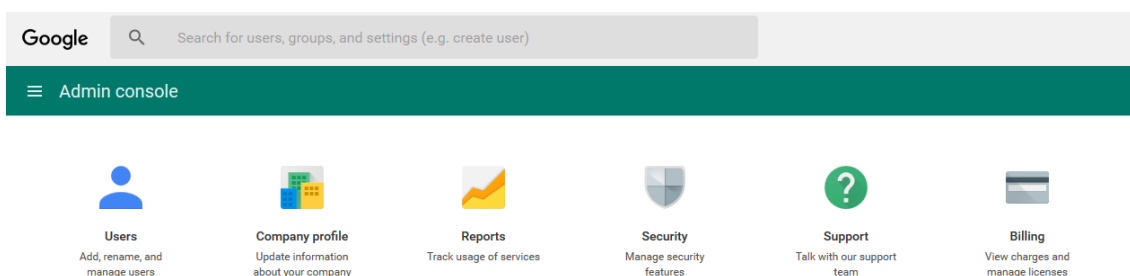 Google
Search for users, groups, and settings (e.g. create user)
Admin console
Users
Add, rename, and
manage users
Company profile
Update information
about your company
Reports
Track usage of services
Security
Manage security
features
Support
Talk with our support
team
Billing
View charges and
manage licenses